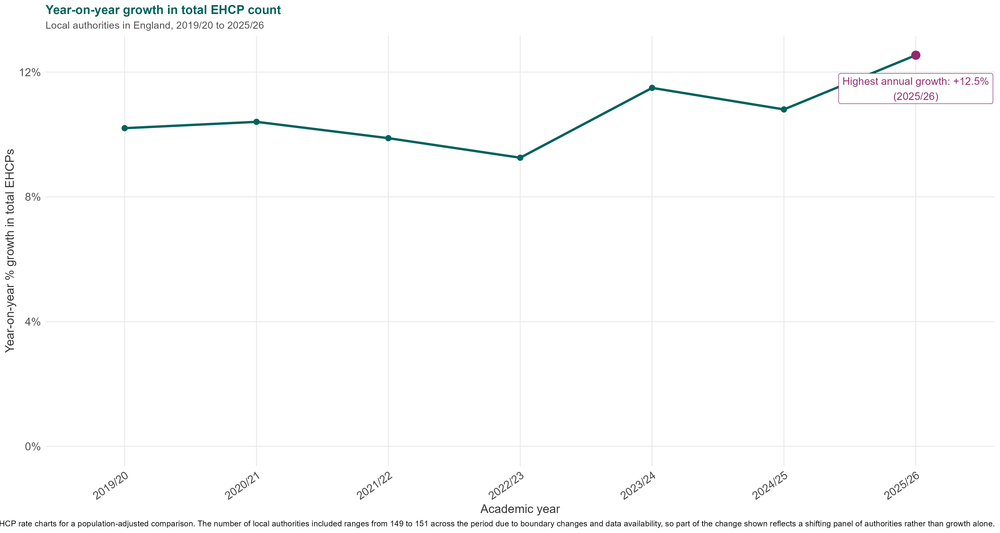 Year-on-year growth in total EHCP count
Local authorities in England, 2019/20 to 2025/26
Year-on-year % growth in total EHCPs
12%
8%
4%
0%
Highest annual growth: +12.5%
(2025/26)
2019/20
2020/21
2021/22
2022/23
2023/24
2024/25
2025/26
Academic year
HCP rate charts for a population-adjusted comparison. The number of local authorities included ranges from 149 to 151 across the period due to boundary changes and data availability, so part of the change shown reflects a shifting panel of authorities rather than growth alone.